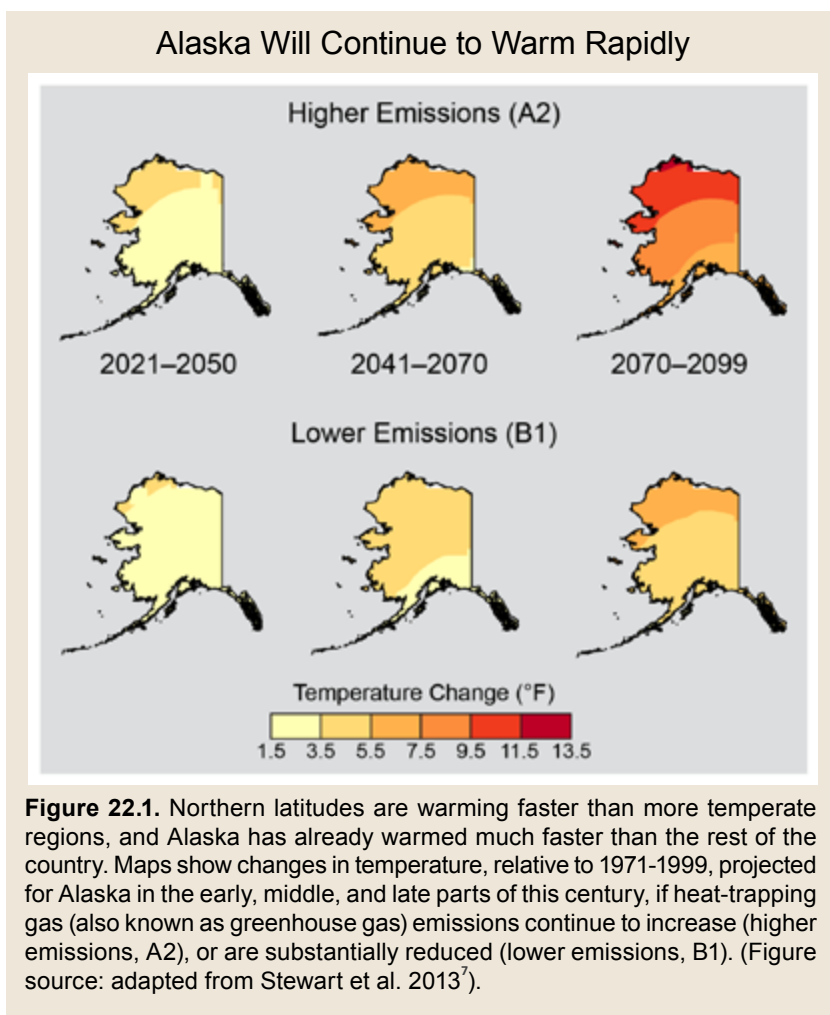 Alaska Will Continue to Warm Rapidly
Higher Emissions (A2)
2021–2050 2041–2070 2070–2099
Lower Emissions (B1)
Temperature Change (°F)
1.5 3.5 5.5 7.5 9.5 11.5 13.5
Figure 22.1. Northern latitudes are warming faster than more temperate
regions, and Alaska has already warmed much faster than the rest of the
country. Maps show changes in temperature, relative to 1971-1999, projected
for Alaska in the early, middle, and late parts of this century, if heat-trapping
gas (also known as greenhouse gas) emissions continue to increase (higher
emissions, A2), or are substantially reduced (lower emissions, B1). (Figure
source: adapted from Stewart et al. 2013⁷).